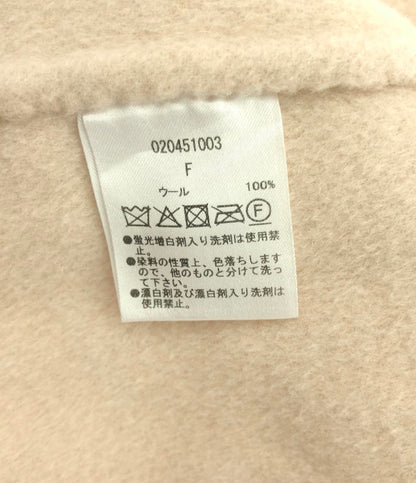 020451003
F
ウール 100%
F
●蛍光増白剤入り洗剤は使用禁
止。
●染料の性質上、色落ちします
ので、他のものと分けて洗っ
て下さい。
●漂白剤及び漂白剤入り洗剤は
使用禁止。